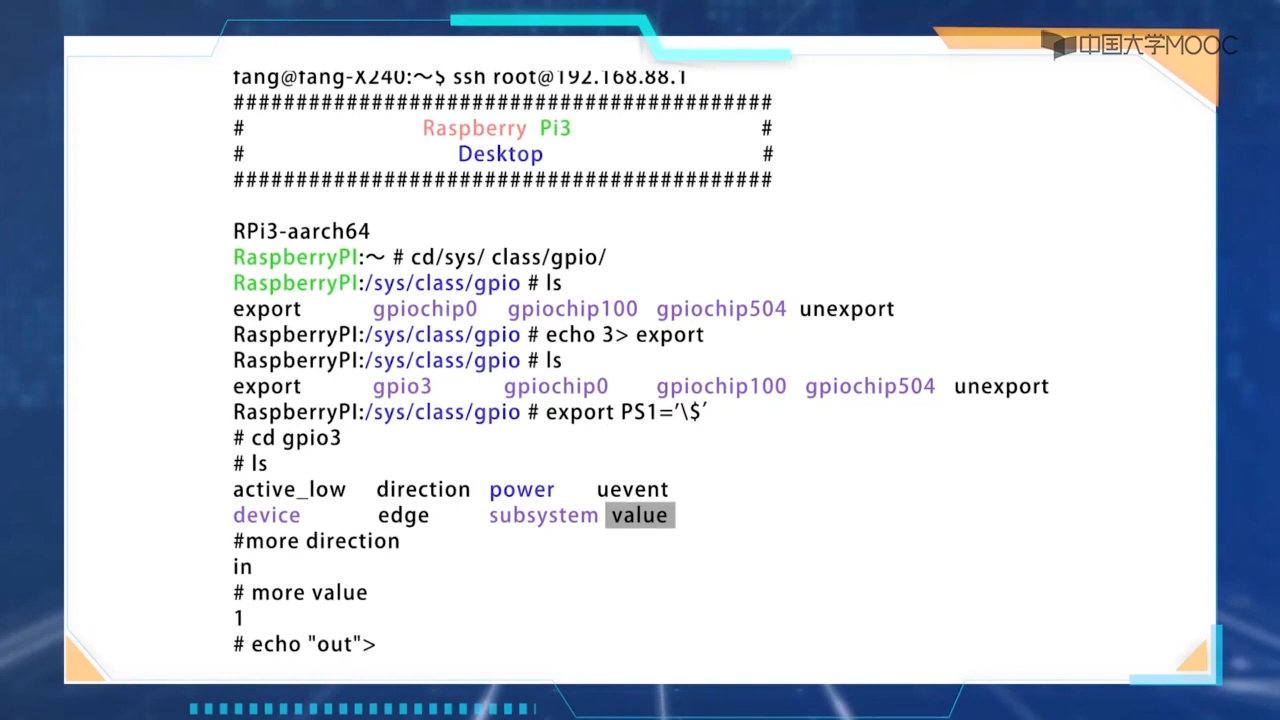 中国大学MOOC
fang@fang-X240:～$ ssh root@192.168.88.1
###########################################
# Raspberry Pi3 #
# Desktop #
###########################################
RPi3-aarch64
RaspberryPI:～ # cd/sys/ class/gpio/
RaspberryPI:/sys/class/gpio # ls
export gpiochip0 gpiochip100 gpiochip504 unexport
RaspberryPI:/sys/class/gpio # echo 3> export
RaspberryPI:/sys/class/gpio # ls
export gpio3 gpiochip0 gpiochip100 gpiochip504 unexport
RaspberryPI:/sys/class/gpio # export PS1=’\$’
# cd gpio3
# ls
active_low direction power uevent
device edge subsystem value
#more direction
in
# more value
1
# echo "out">